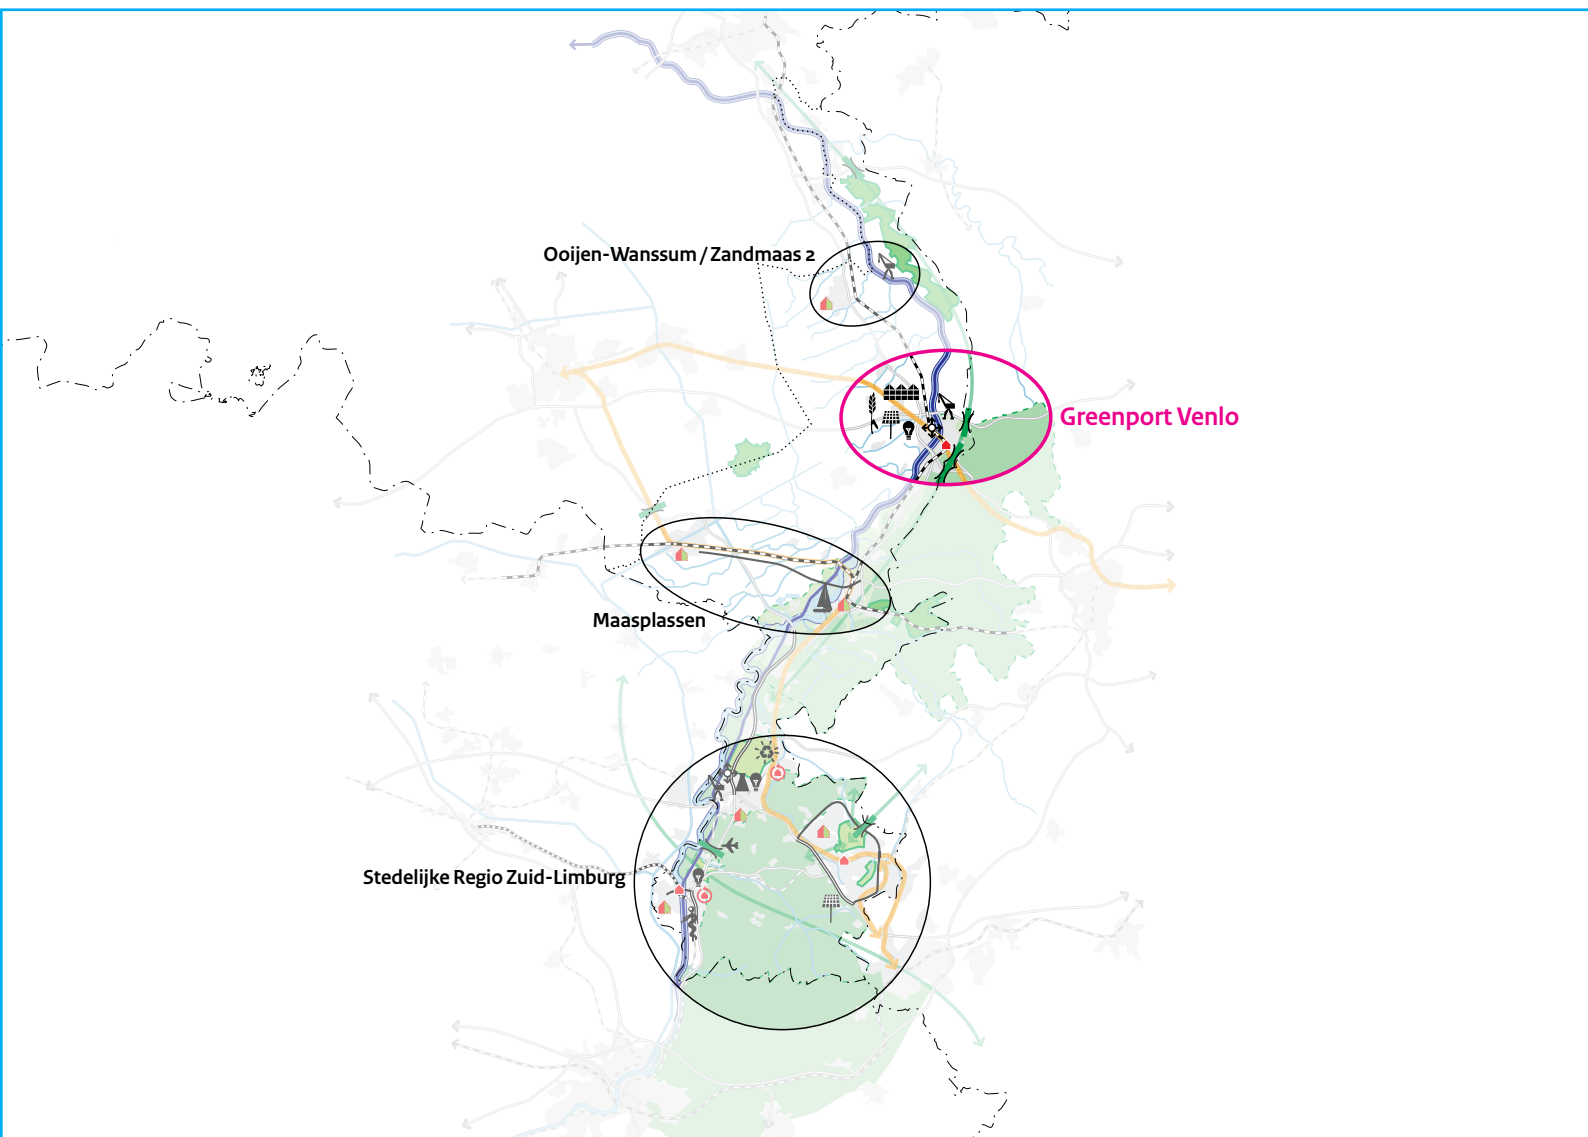 Ooijen-Wanssum / Zandmaas 2
Greenport Venlo
Maasplassen
Stedelijke Regio Zuid-Limburg